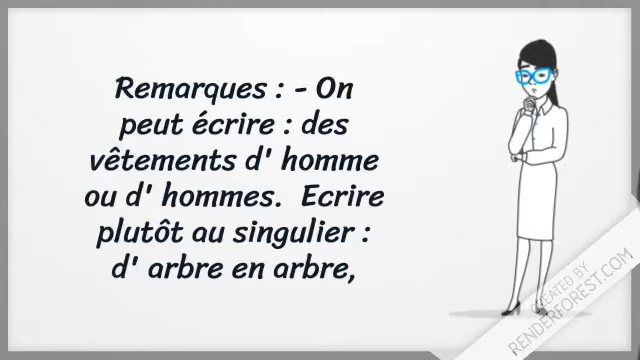 Remarques : - On
peut écrire : des
vêtements d' homme
ou d' hommes. Ecrire
plutôt au singulier :
d' arbre en arbre,
CREATED BY
RENDERFOREST.COM